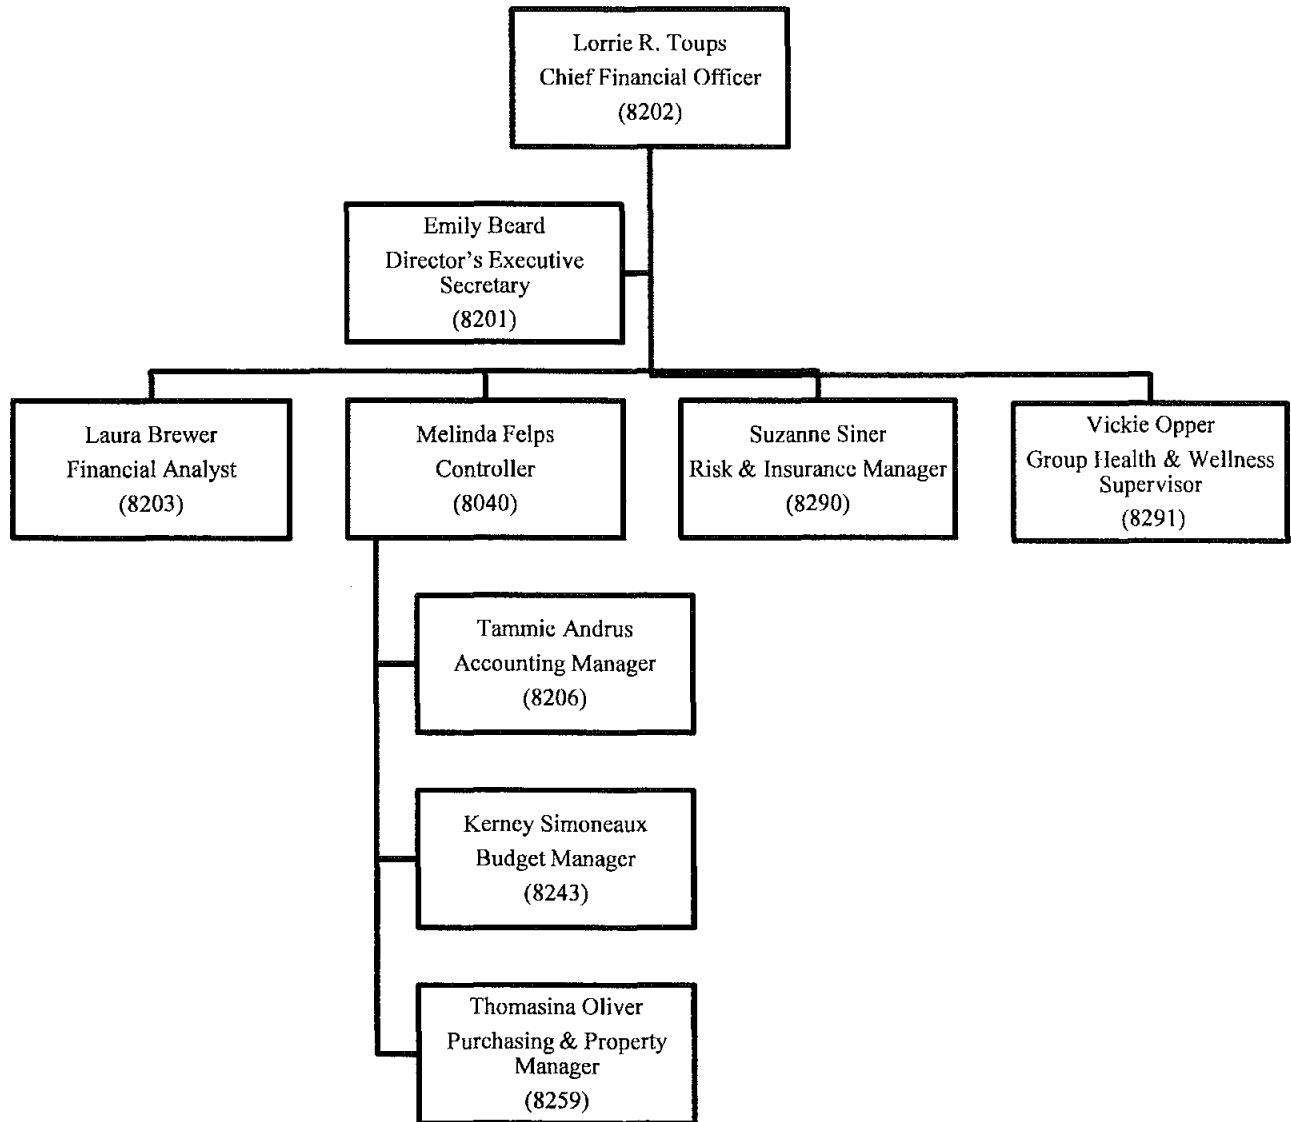 Lorrie R. Toups
Chief Financial Officer
(8202)
Emily Beard
Director's Executive
Secretary
(8201)
Laura Brewer
Financial Analyst
(8203)
Melinda Felps
Controller
(8040)
Suzanne Siner
Risk & Insurance Manager
(8290)
Vickie Opper
Group Health & Wellness
Supervisor
(8291)
Tammie Andrus
Accounting Manager
(8206)
Kerney Simoneaux
Budget Manager
(8243)
Thomasina Oliver
Purchasing & Property
Manager
(8259)